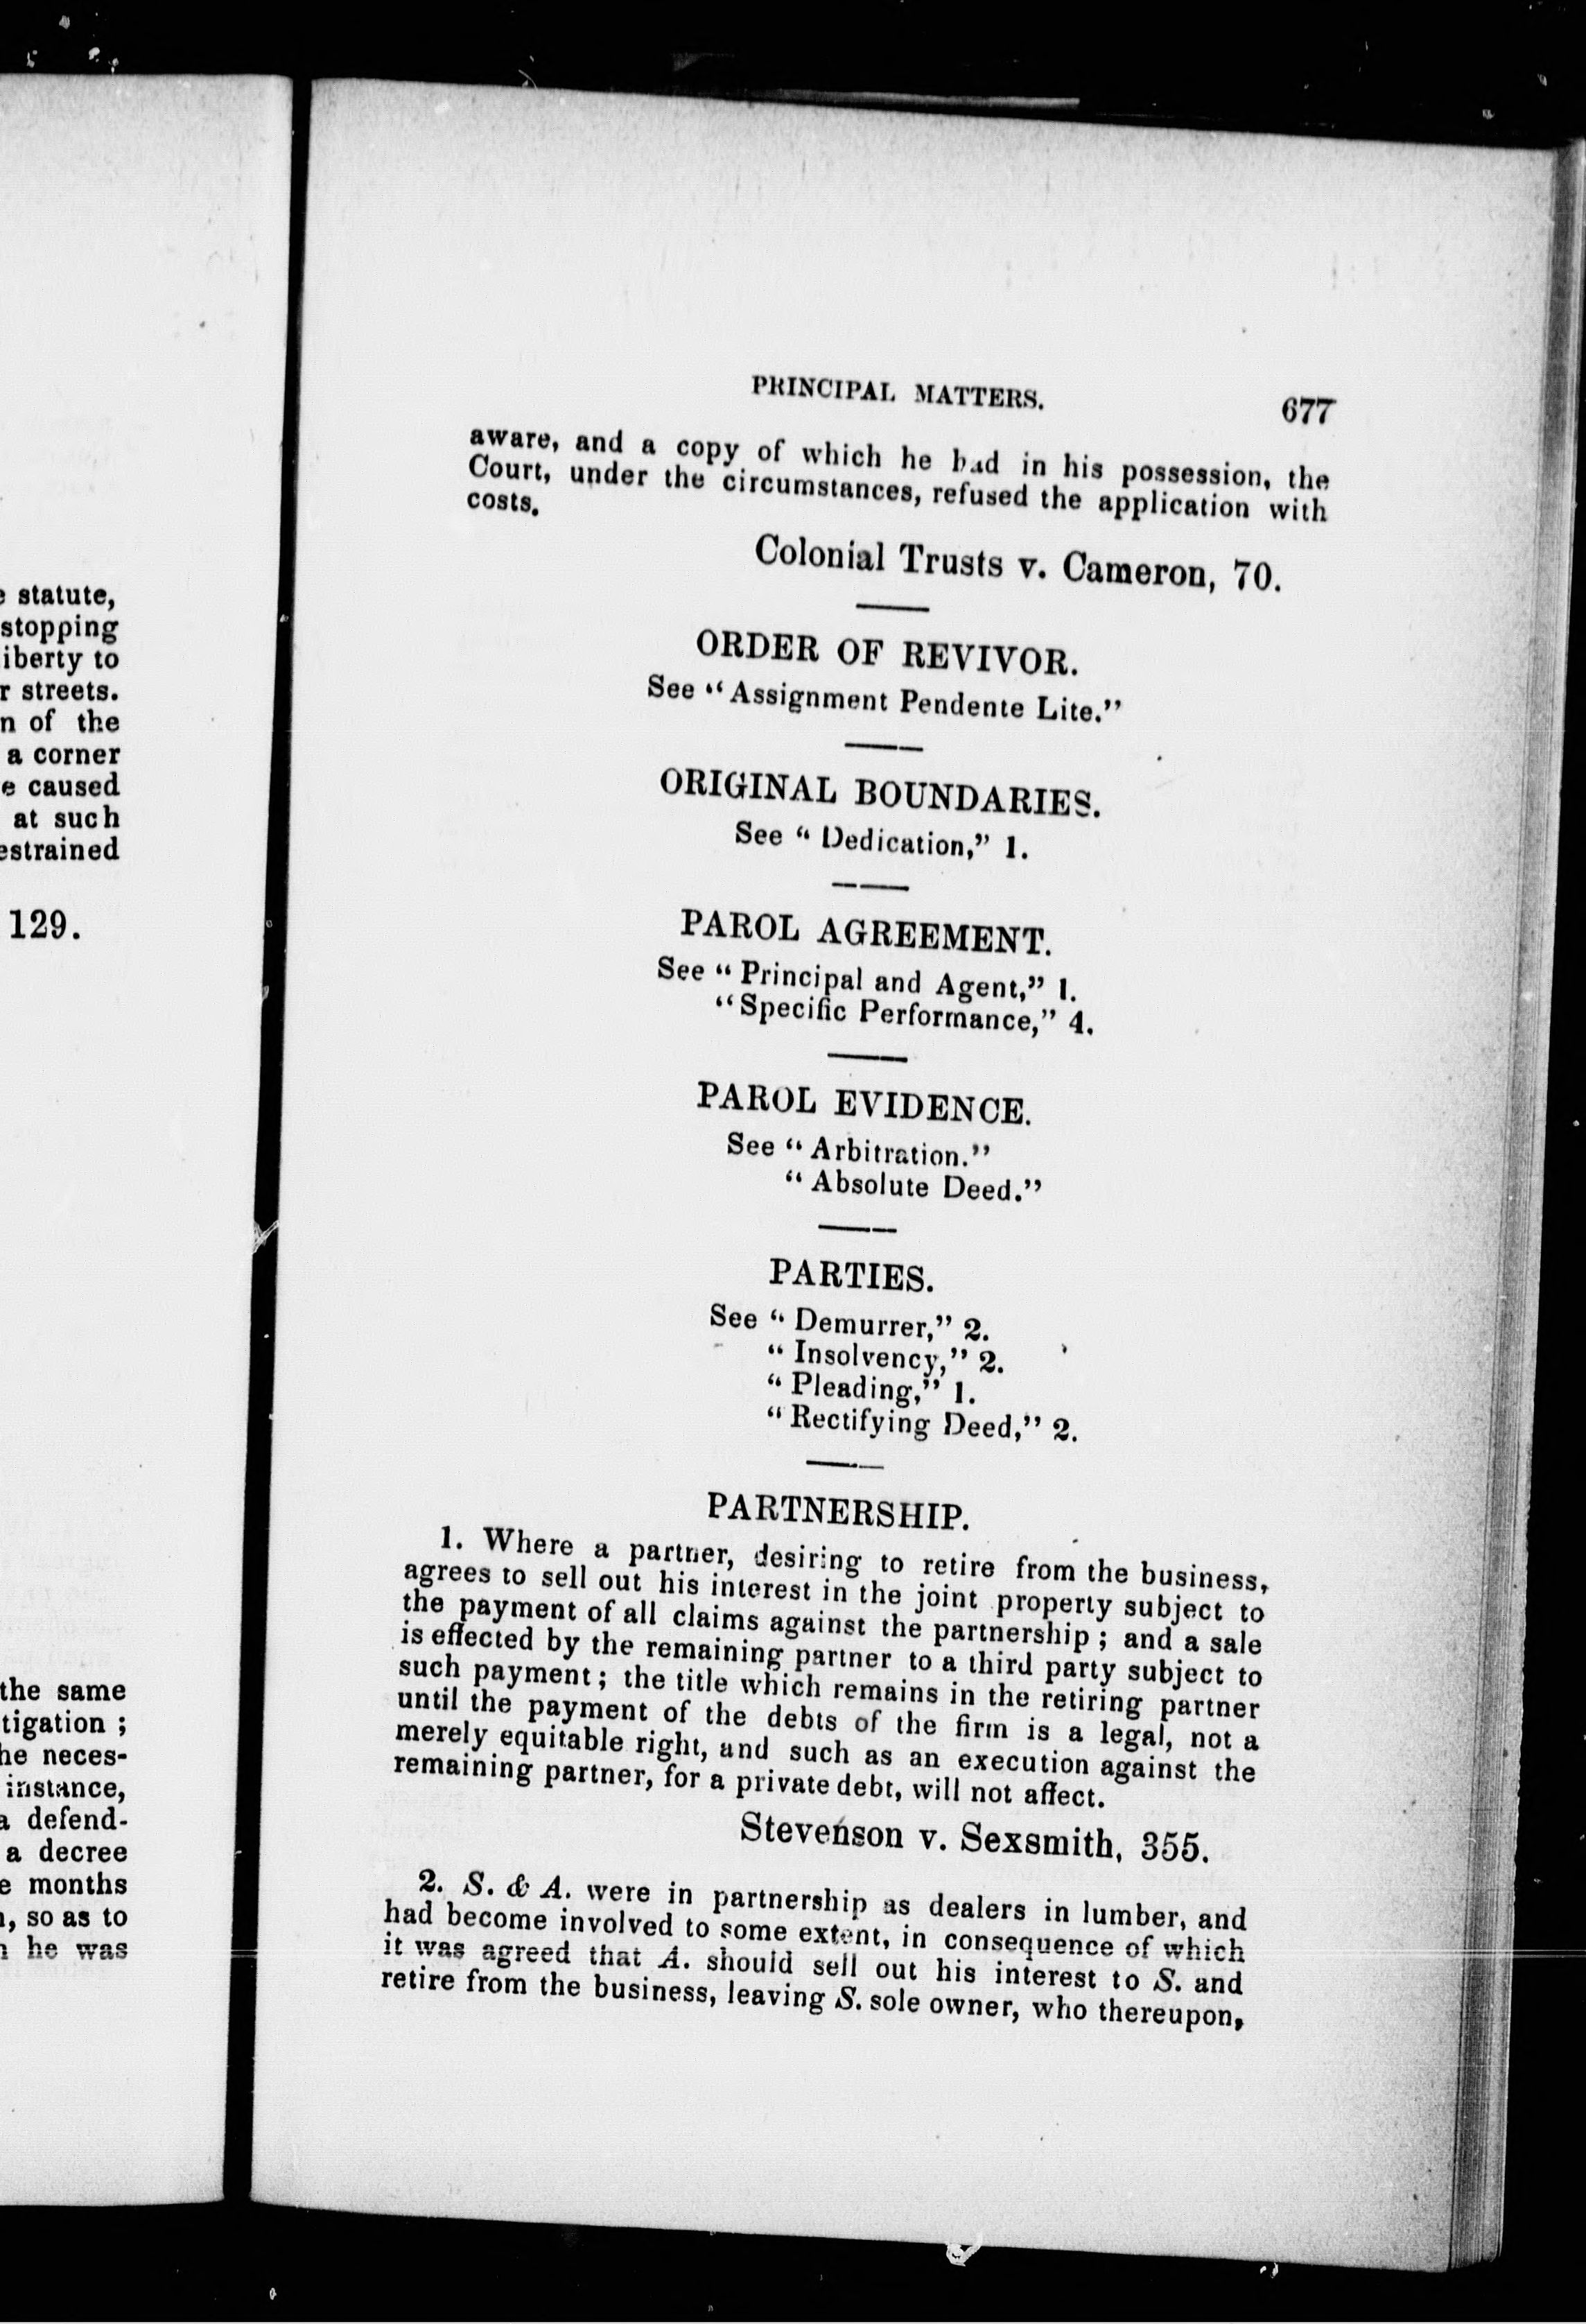 statute,
stopping
to
streets.
of the
a corner
caused
at such
129.
the same
instance,
a decree
months
so as to
he was
PRINCIPAL MATTERS. 677
aware, and a copy of which he had in his possession, the
Court, under the circumstances, refused the application with
costs.
Colonial Trusts v. Cameron, 70.
ORDER OF REVIVOR.
See "Assignment Pendente Lite."
ORIGINAL BOUNDARIES.
See "Dedication," 1.
PAROL AGREEMENT.
See "Principal and Agent," 1.
"Specific Performance," 4.
PAROL EVIDENCE.
See "Arbitration."
"Absolute Deed."
PARTIES.
See "Demurrer," 2.
"Insolvency," 2.
"Pleading," 1.
"Rectifying Deed," 2.
PARTNERSHIP.
1. Where a partner, desiring to retire from the business,
agrees to sell out his interest in the joint property subject to
the payment of all claims against the partnership; and a sale
is effected by the remaining partner to a third party subject to
such payment; the title which remains in the retiring partner
until the payment of the debts of the firm is a legal, not a
merely equitable right, and such as an execution against the
remaining partner, for a private debt, will not affect.
Stevenson v. Sexsmith, 355.
2. S. & A. were in partnership as dealers in lumber, and
had become involved to some extent, in consequence of which
it was agreed that A. should sell out his interest to S. and
retire from the business, leaving S. sole owner, who thereupon,